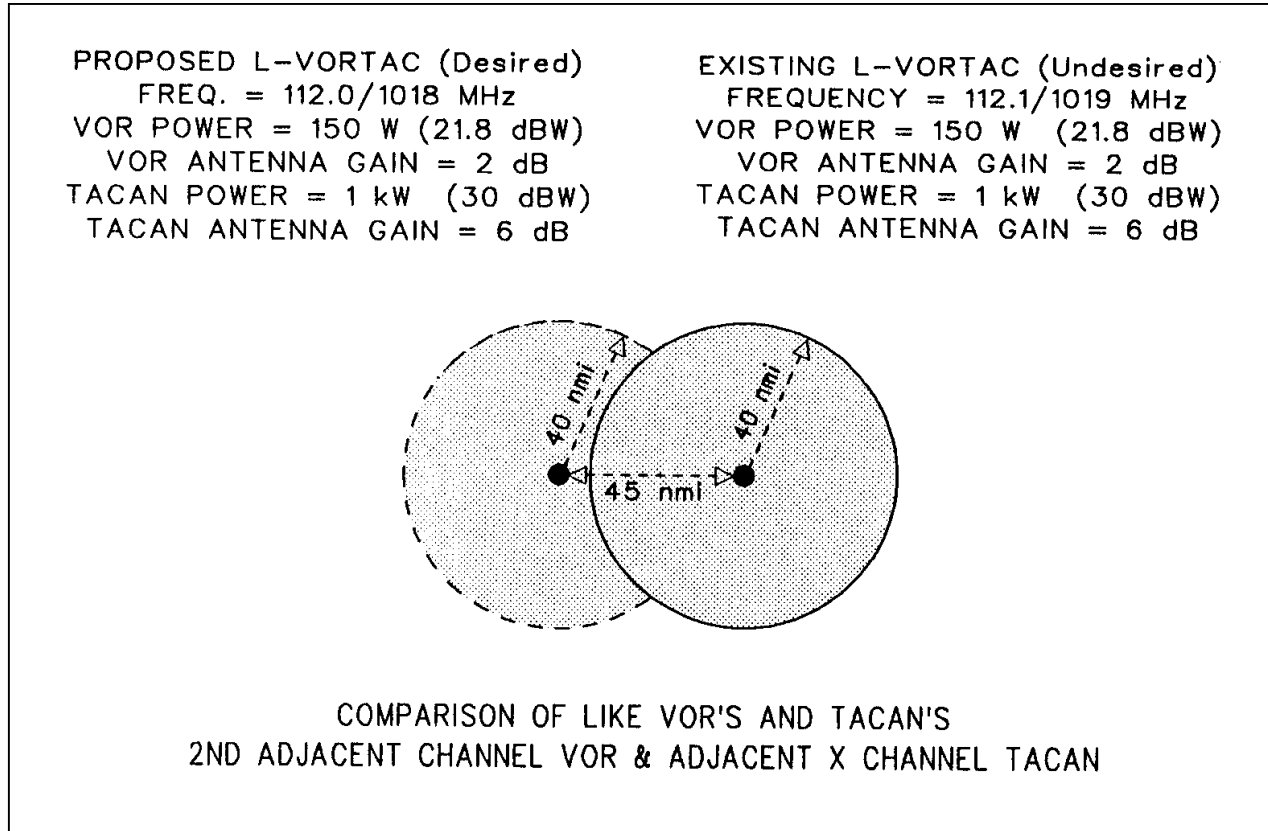 PROPOSED L-VORTAC (Desired)
FREQ. = 112.0/1018 MHz
VOR POWER = 150 W (21.8 dBW)
VOR ANTENNA GAIN = 2 dB
TACAN POWER = 1 kW (30 dBW)
TACAN ANTENNA GAIN = 6 dB
EXISTING L-VORTAC (Undesired)
FREQUENCY = 112.1/1019 MHz
VOR POWER = 150 W (21.8 dBW)
VOR ANTENNA GAIN = 2 dB
TACAN POWER = 1 kW (30 dBW)
TACAN ANTENNA GAIN = 6 dB
40 nmi
40 nmi
45 nmi
COMPARISON OF LIKE VOR'S AND TACAN'S
2ND ADJACENT CHANNEL VOR & ADJACENT X CHANNEL TACAN